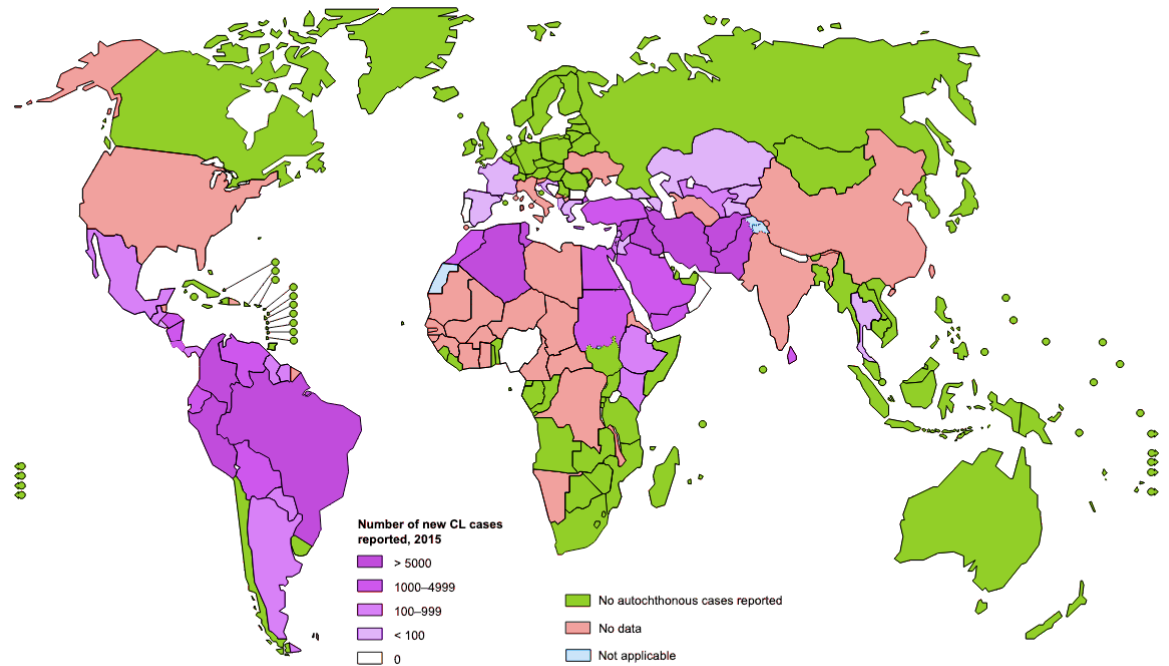 Number of new CL cases
reported, 2015
> 5000
1000–4999
100–999
< 100
0
No autochthonous cases reported
No data
Not applicable